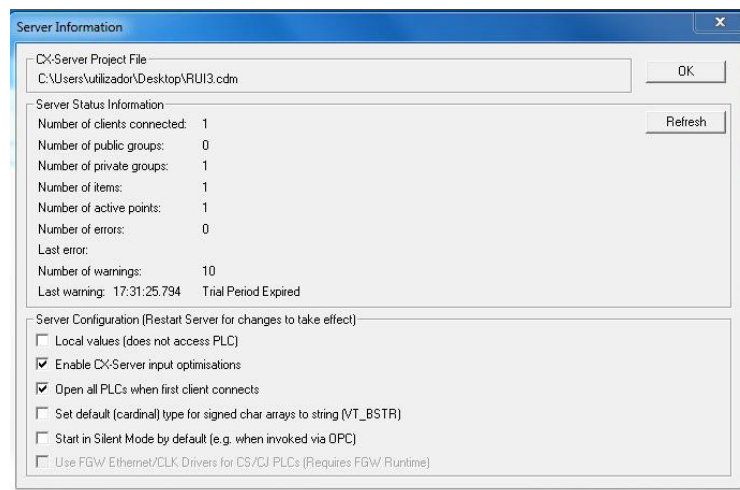 Server Information
x
CX-Server Project File
C:\Users\utilizador\Desktop\RUI3.cdm
OK
Server Status Information
Refresh
Number of clients connected: 1
Number of public groups: 0
Number of private groups: 1
Number of items: 1
Number of active points: 1
Number of errors: 0
Last error:
Number of warnings: 10
Last warning: 17:31:25.794 Trial Period Expired
Server Configuration (Restart Server for changes to take effect)
Local values (does not access PLC)
Enable CX-Server input optimisations
Open all PLCs when first client connects
Set default (cardinal) type for signed char arrays to string (VT_BSTR)
Start in Silent Mode by default (e.g. when invoked via OPC)
Use FGW Ethernet/CLK Drivers for CS/CJ PLCs (Requires FGW Runtime)